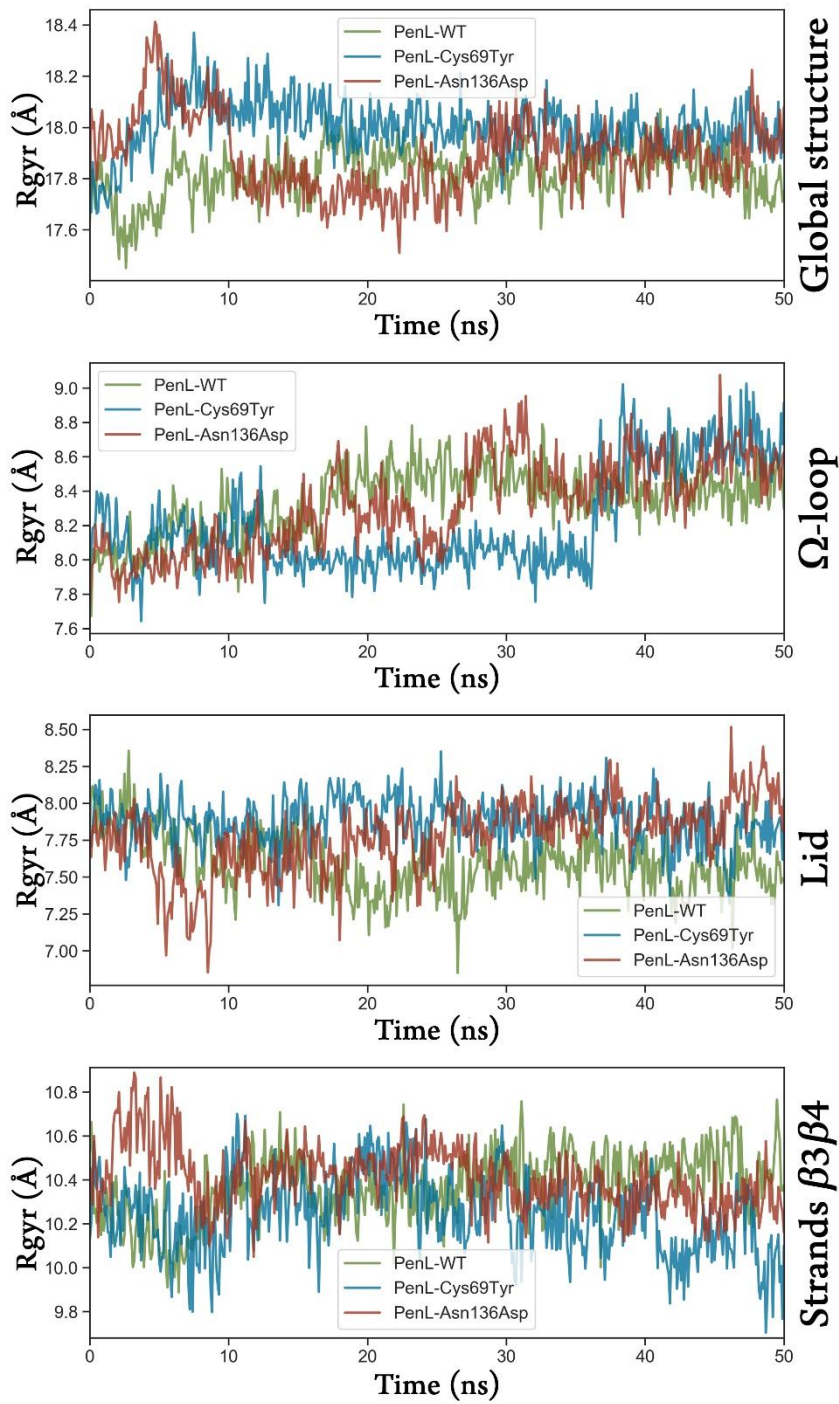 18.4
18.2
18.0
17.8
17.6
Rgyr (Å)
PenL-WT
PenL-Cys69Tyr
PenL-Asn136Asp
0 10 20 30 40 50
Time (ns)
Global structure
9.0
8.8
8.6
8.4
8.2
8.0
7.8
7.6
Rgyr (Å)
PenL-WT
PenL-Cys69Tyr
PenL-Asn136Asp
0 10 20 30 40 50
Time (ns)
Ω-loop
8.50
8.25
8.00
7.75
7.50
7.25
7.00
Rgyr (Å)
PenL-WT
PenL-Cys69Tyr
PenL-Asn136Asp
0 10 20 30 40 50
Time (ns)
Lid
10.8
10.6
10.4
10.2
10.0
9.8
Rgyr (Å)
PenL-WT
PenL-Cys69Tyr
PenL-Asn136Asp
0 10 20 30 40 50
Time (ns)
Strands β3β4